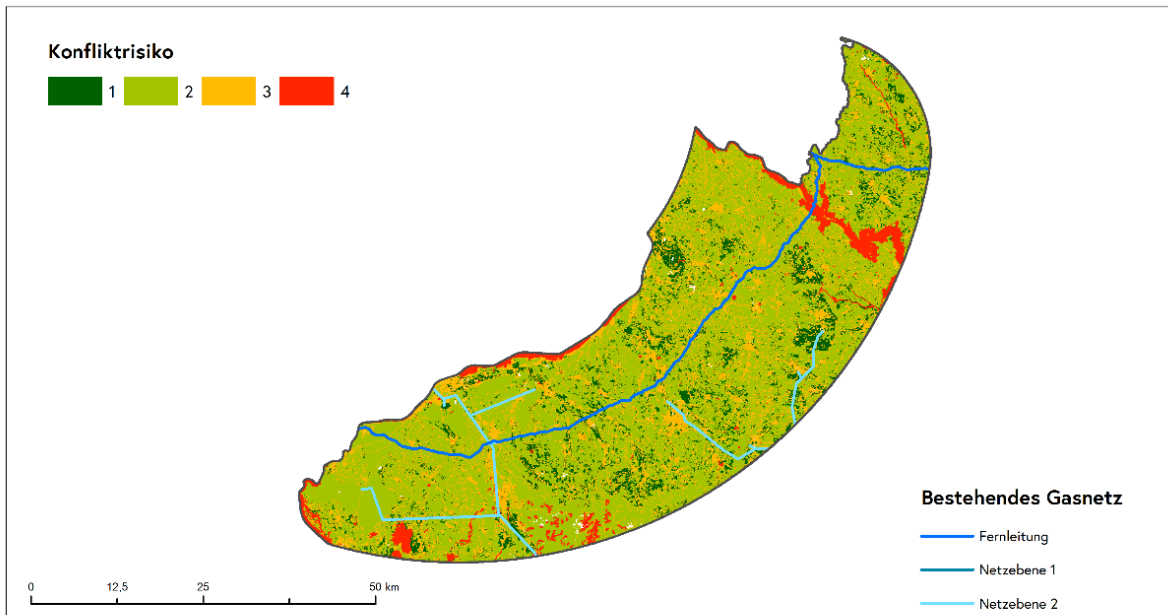 Konfliktrisiko
1 2 3 4
Bestehendes Gasnetz
Fernleitung
Netzebene 1
Netzebene 2
0 12,5 25 50 km